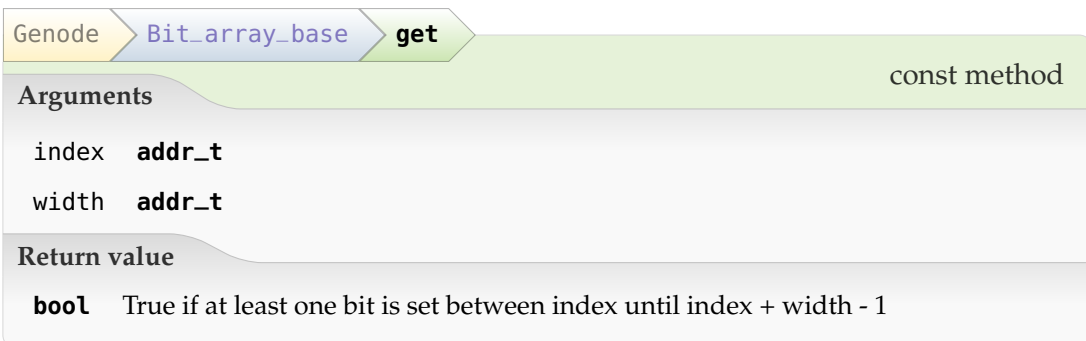 Genode Bit_array_base get
const method
Arguments
index addr_t
width addr_t
Return value
bool True if at least one bit is set between index until index + width - 1